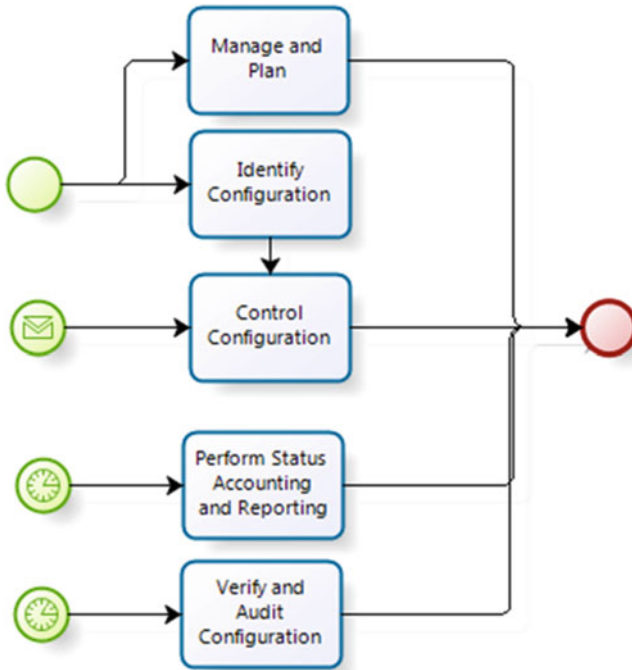 Manage and
Plan
Identify
Configuration
Control
Configuration
Perform Status
Accounting
and Reporting
Verify and
Audit
Configuration